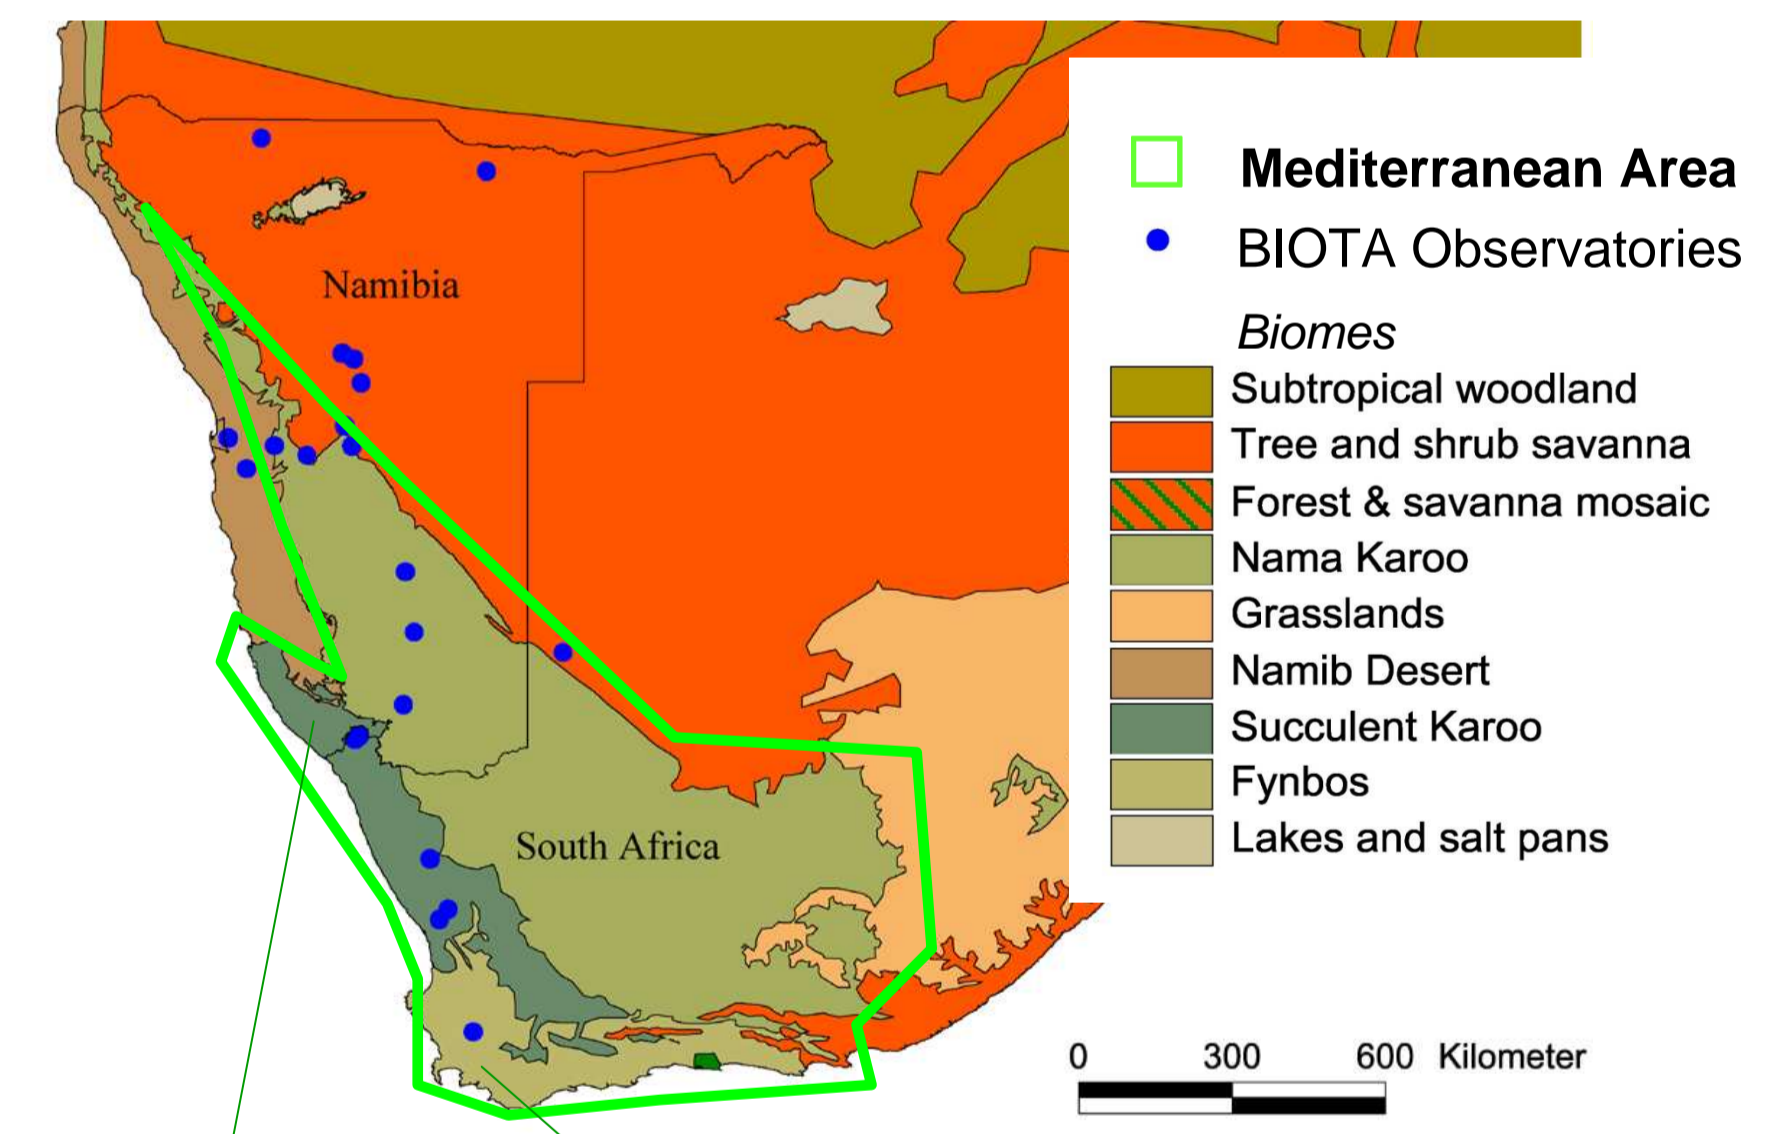 Namibia
South Africa
Mediterranean Area
BIOTA Observatories
Biomes
Subtropical woodland
Tree and shrub savanna
Forest & savanna mosaic
Nama Karoo
Grasslands
Namib Desert
Succulent Karoo
Fynbos
Lakes and salt pans
0 300 600 Kilometer